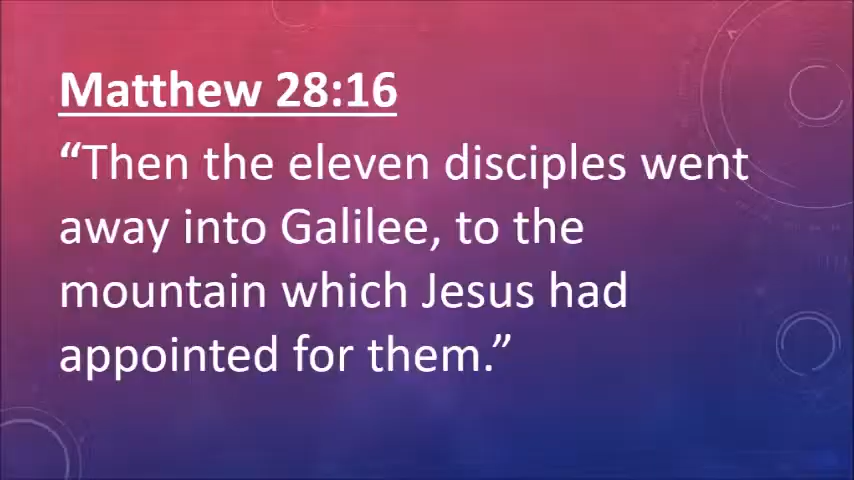 Matthew 28:16
“Then the eleven disciples went
away into Galilee, to the
mountain which Jesus had
appointed for them.”